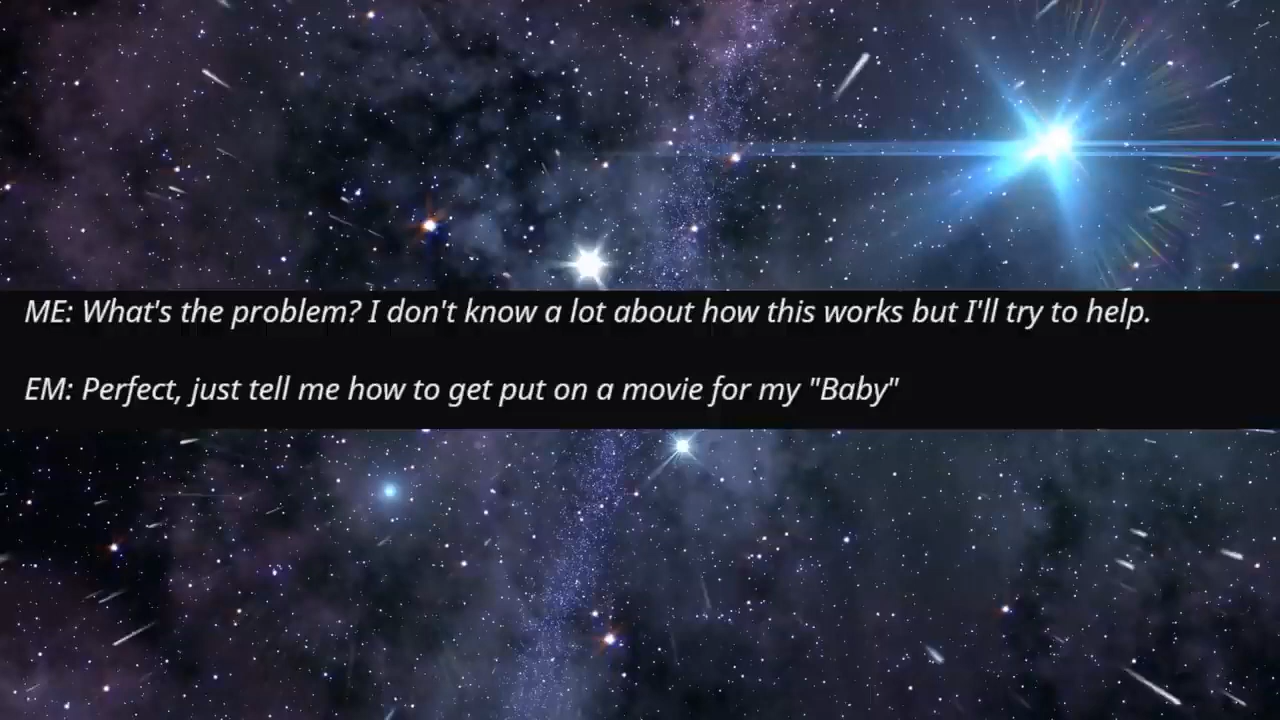 ME: What's the problem? I don't know a lot about how this works but I'll try to help.
EM: Perfect, just tell me how to get put on a movie for my "Baby"